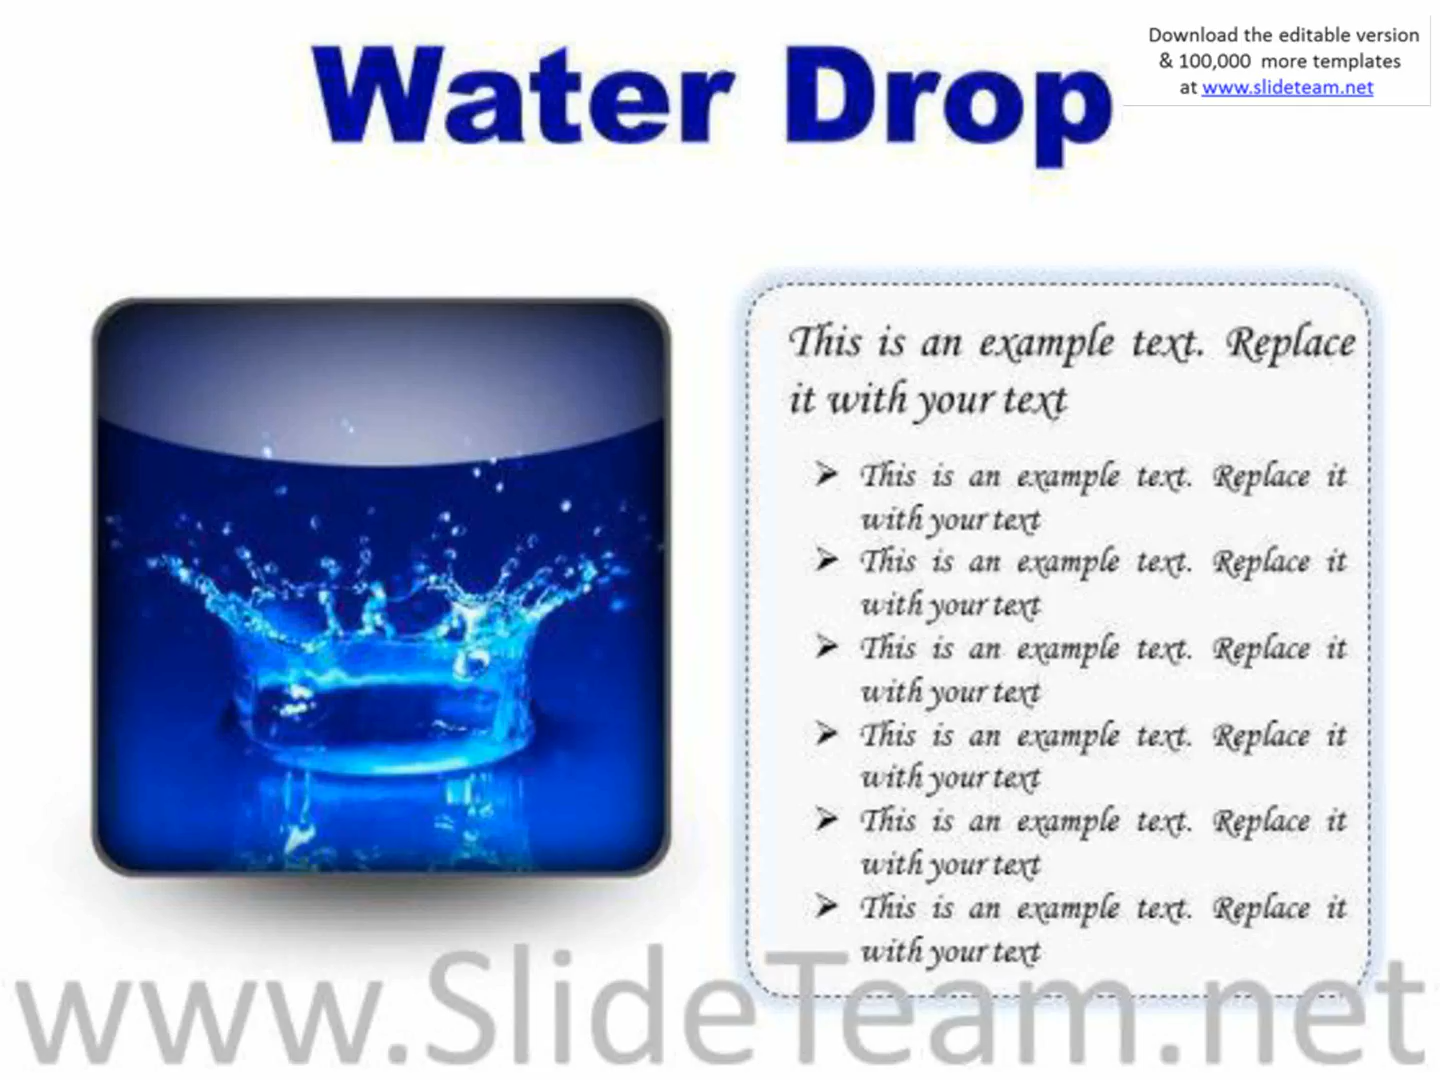 Water Drop
Download the editable version
& 100,000 more templates
at www.slideteam.net
This is an example text. Replace
it with your text
➢ This is an example text. Replace it
with your text
➢ This is an example text. Replace it
with your text
➢ This is an example text. Replace it
with your text
➢ This is an example text. Replace it
with your text
➢ This is an example text. Replace it
with your text
➢ This is an example text. Replace it
with your text
www.SlideTeam.net